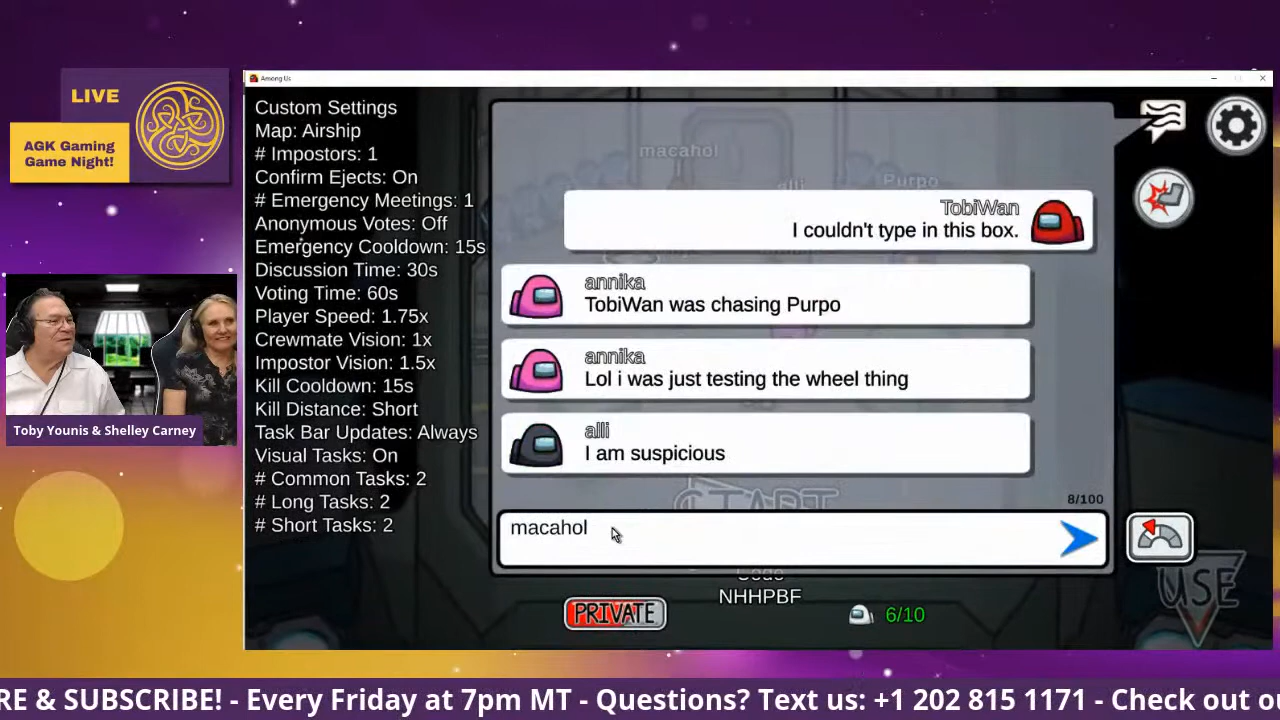 LIVE
AGK Gaming
Game Night!
Toby Younis & Shelley Carney
Among Us
Custom Settings
Map: Airship
# Impostors: 1
Confirm Ejects: On
# Emergency Meetings: 1
Anonymous Votes: Off
Emergency Cooldown: 15s
Discussion Time: 30s
Voting Time: 60s
Player Speed: 1.75x
Crewmate Vision: 1x
Impostor Vision: 1.5x
Kill Cooldown: 15s
Kill Distance: Short
Task Bar Updates: Always
Visual Tasks: On
# Common Tasks: 2
# Long Tasks: 2
# Short Tasks: 2
macahol
alli
Purpo
TobiWan
I couldn't type in this box.
annika
TobiWan was chasing Purpo
annika
Lol i was just testing the wheel thing
alli
I am suspicious
START
8/100
macahol
Code
NHHPBF
PRIVATE
6/10
USE
RE & SUBSCRIBE! - Every Friday at 7pm MT - Questions? Text us: +1 202 815 1171 - Check out o